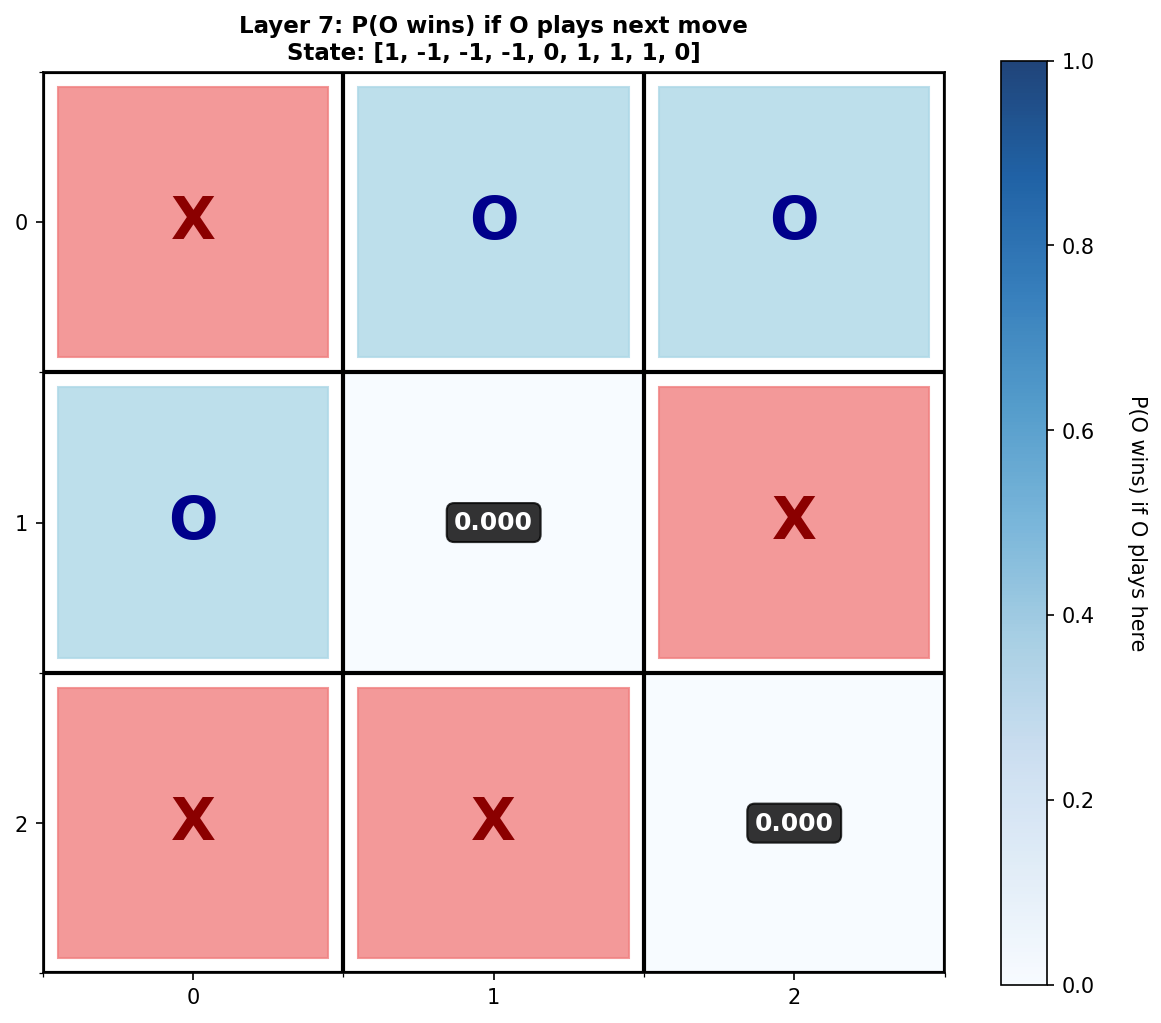 Layer 7: P(O wins) if O plays next move
State: [1, -1, -1, -1, 0, 1, 1, 1, 0]
0
X
O
O
1
O
0.000
X
2
X
X
0.000
0
1
2
1.0
0.8
0.6
0.4
0.2
0.0
P(O wins) if O plays here